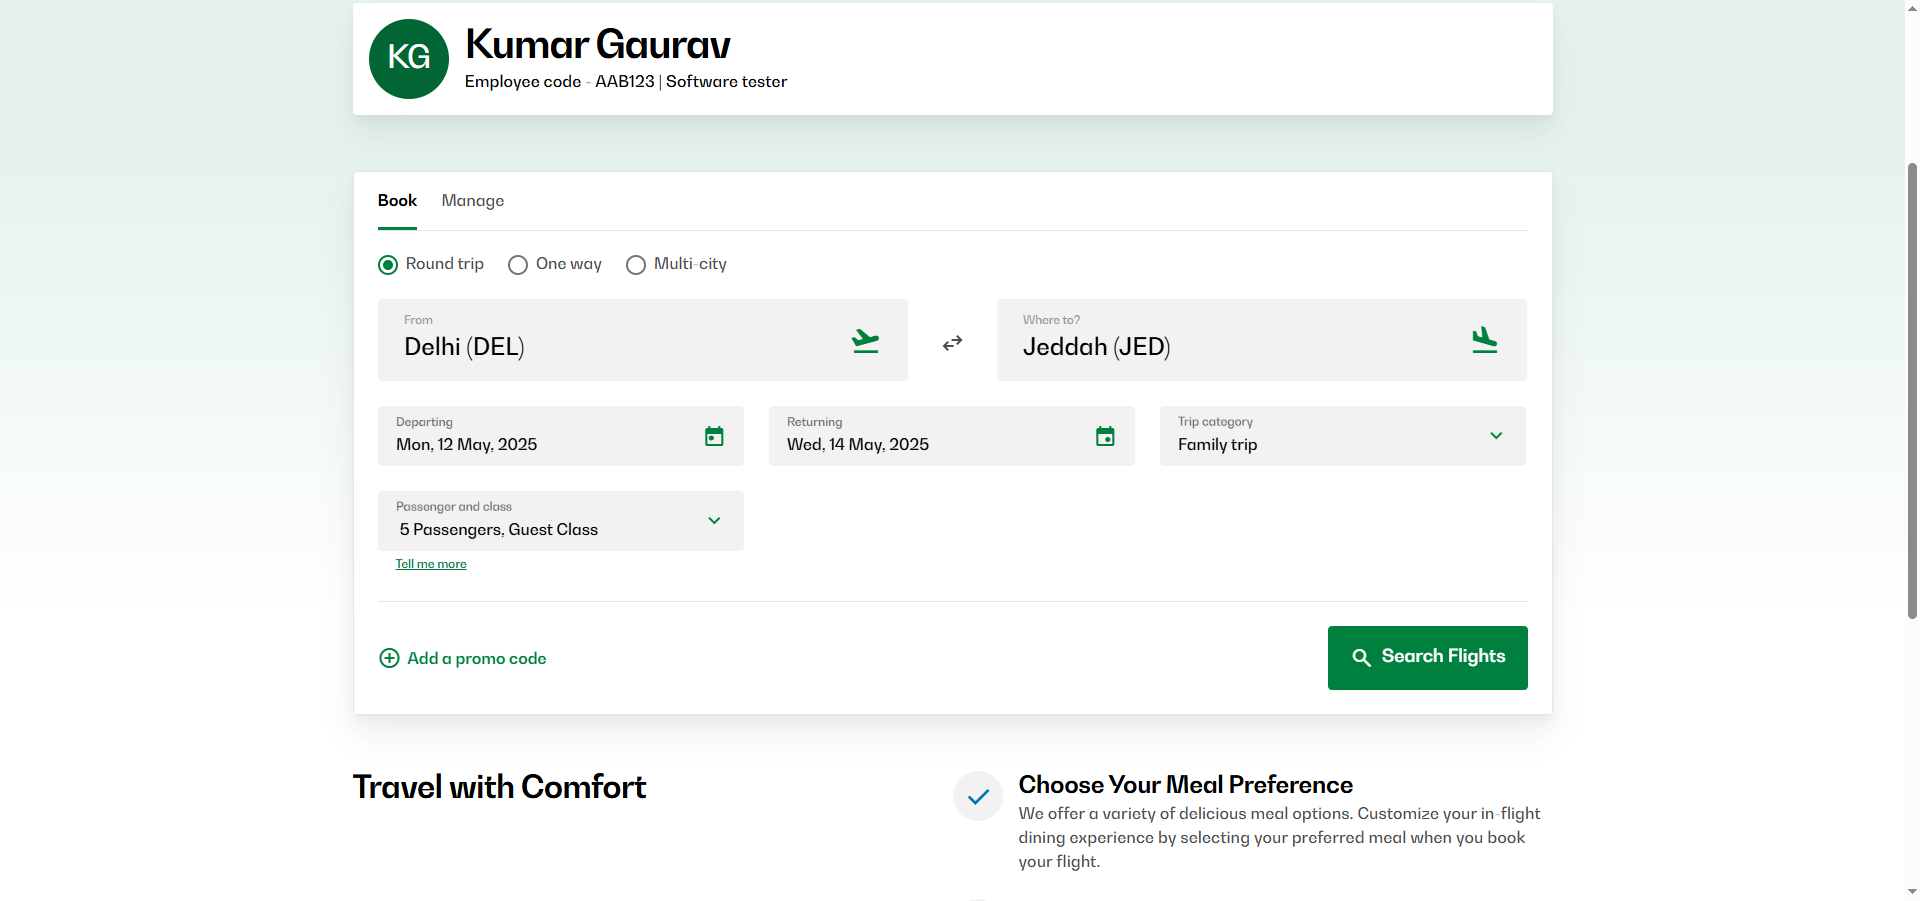 KG
Kumar Gaurav
Employee code - AAB123 | Software tester
Book
Manage
Round trip
One way
Multi-city
From
Delhi (DEL)
Where to?
Jeddah (JED)
Departing
Mon, 12 May, 2025
Returning
Wed, 14 May, 2025
Trip category
Family trip
Passenger and class
5 Passengers, Guest Class
Tell me more
Add a promo code
Search Flights
Travel with Comfort
Choose Your Meal Preference
We offer a variety of delicious meal options. Customize your in-flight
dining experience by selecting your preferred meal when you book
your flight.